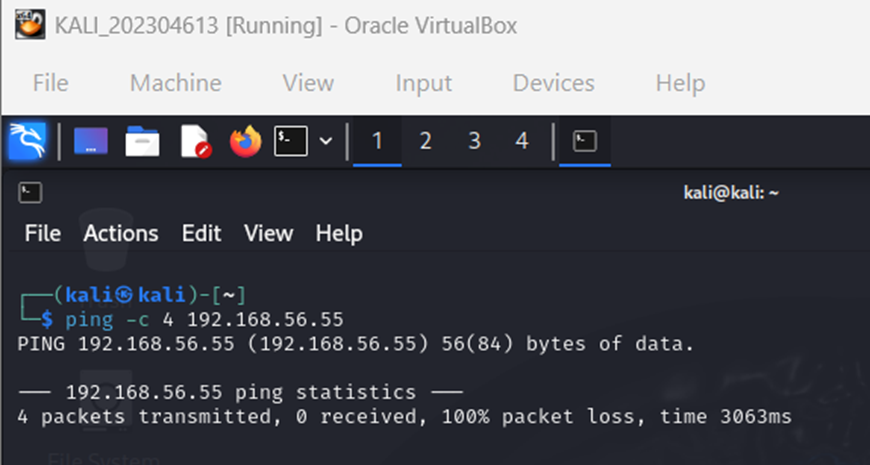 KALI_202304613 [Running] - Oracle VirtualBox
File Machine View Input Devices Help
1 2 3 4
kali@kali: ~
File Actions Edit View Help
┌──(kali㉿kali)-[~]
└─$ ping -c 4 192.168.56.55
PING 192.168.56.55 (192.168.56.55) 56(84) bytes of data.
--- 192.168.56.55 ping statistics ---
4 packets transmitted, 0 received, 100% packet loss, time 3063ms
File System